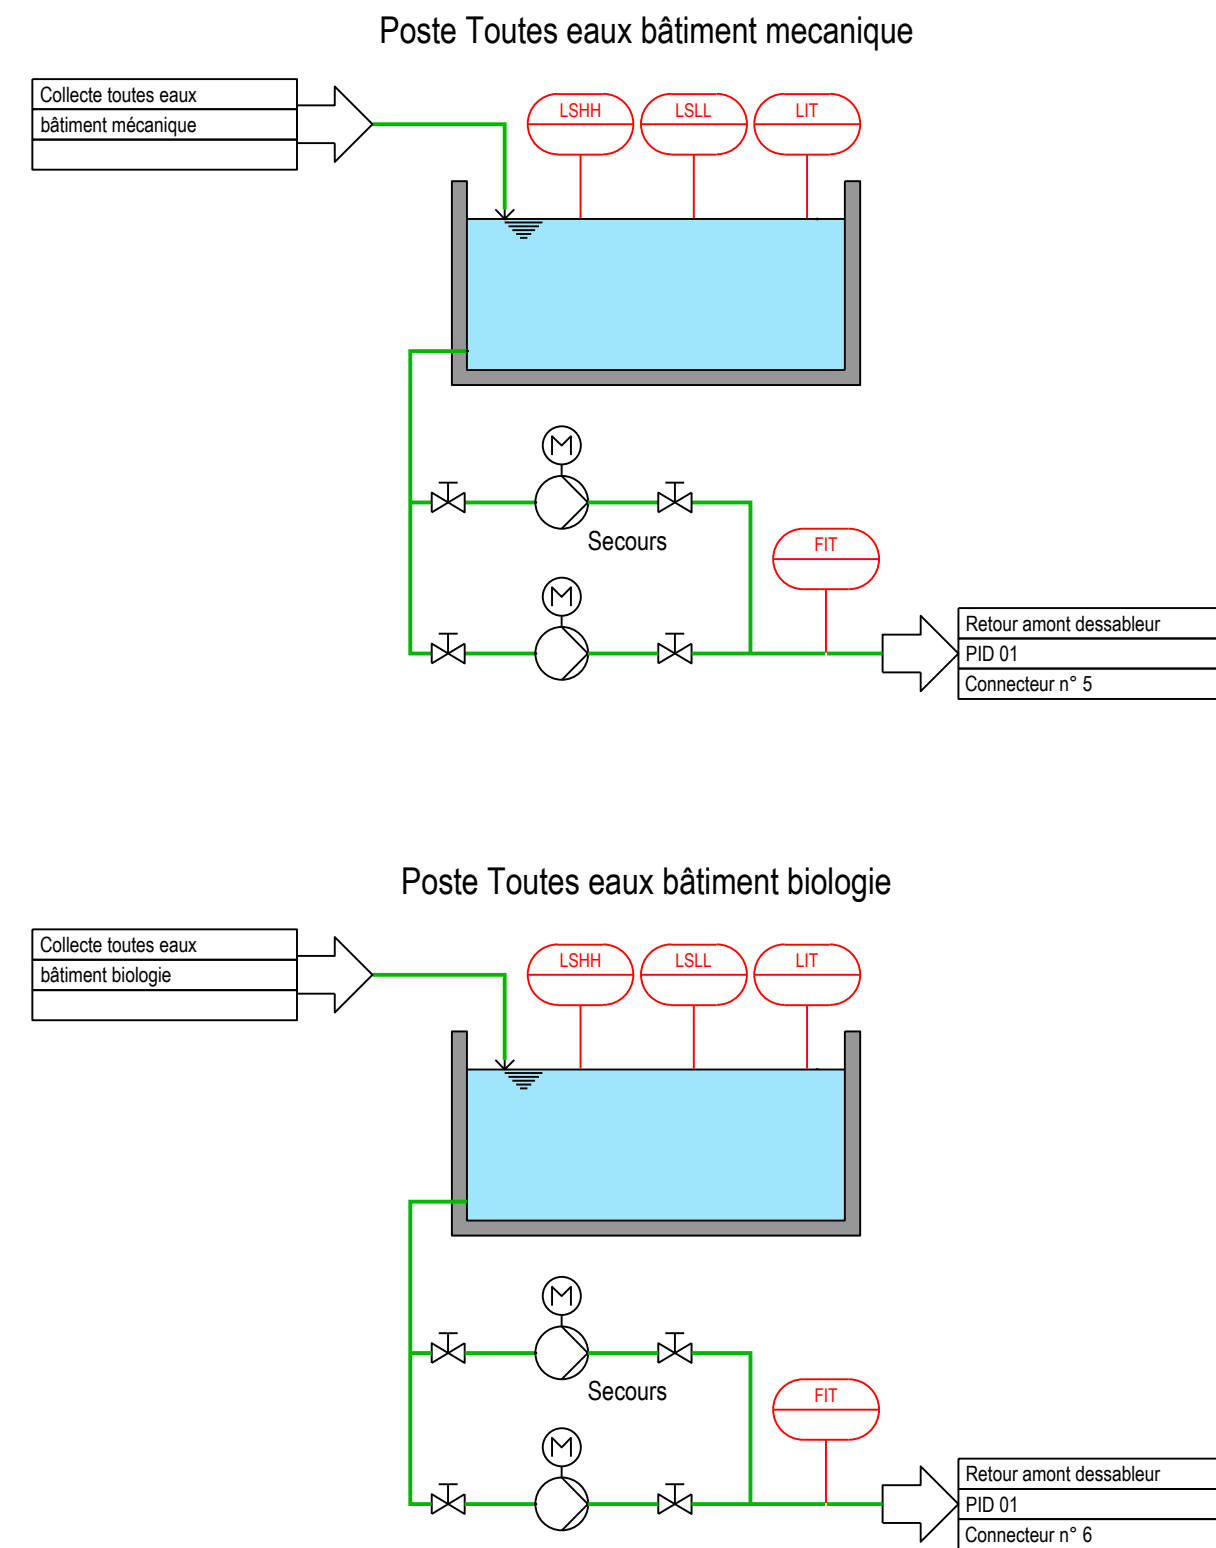 Poste Toutes eaux bâtiment mecanique
Collecte toutes eaux
bâtiment mécanique
LSHH
LSLL
LIT
M
Secours
FIT
M
Retour amont dessableur
PID 01
Connecteur n° 5
Poste Toutes eaux bâtiment biologie
Collecte toutes eaux
bâtiment biologie
LSHH
LSLL
LIT
M
Secours
FIT
M
Retour amont dessableur
PID 01
Connecteur n° 6